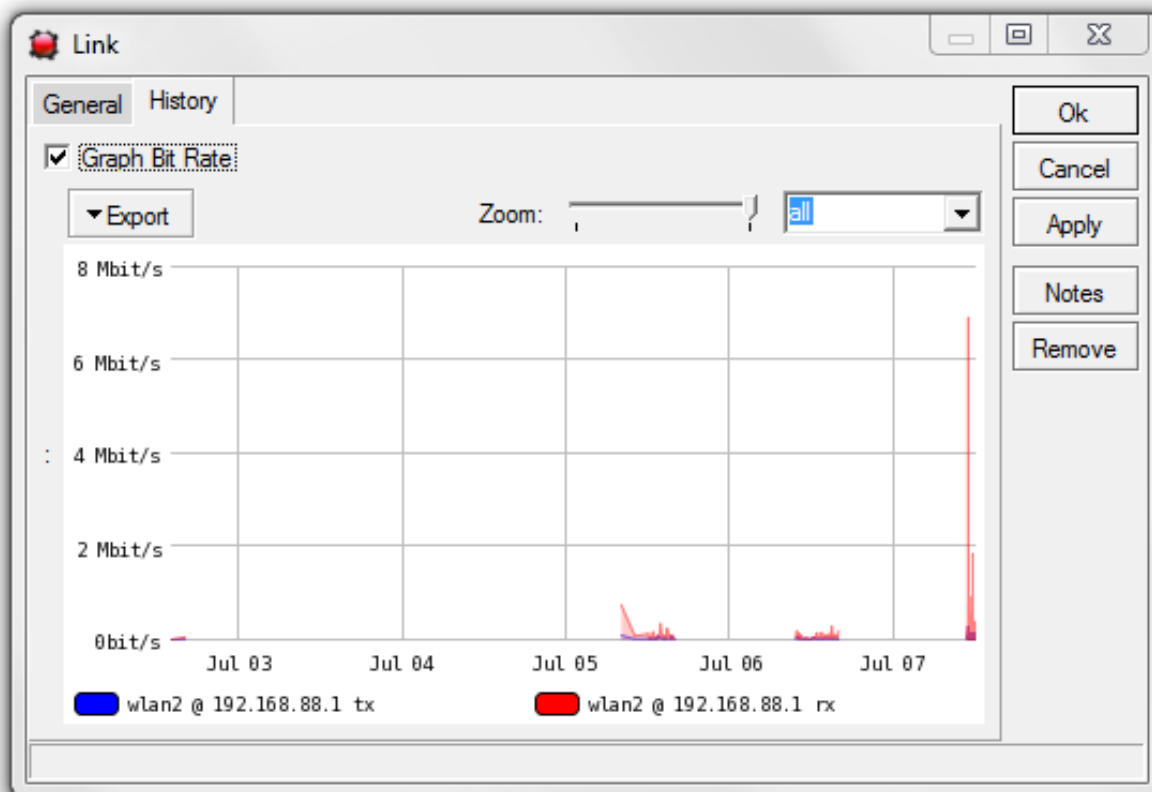 Link
General History
Graph Bit Rate
Export Zoom: all
8 Mbit/s
6 Mbit/s
: 4 Mbit/s
2 Mbit/s
0bit/s
Jul 03 Jul 04 Jul 05 Jul 06 Jul 07
wlan2 @ 192.168.88.1 tx wlan2 @ 192.168.88.1 rx
Ok
Cancel
Apply
Notes
Remove